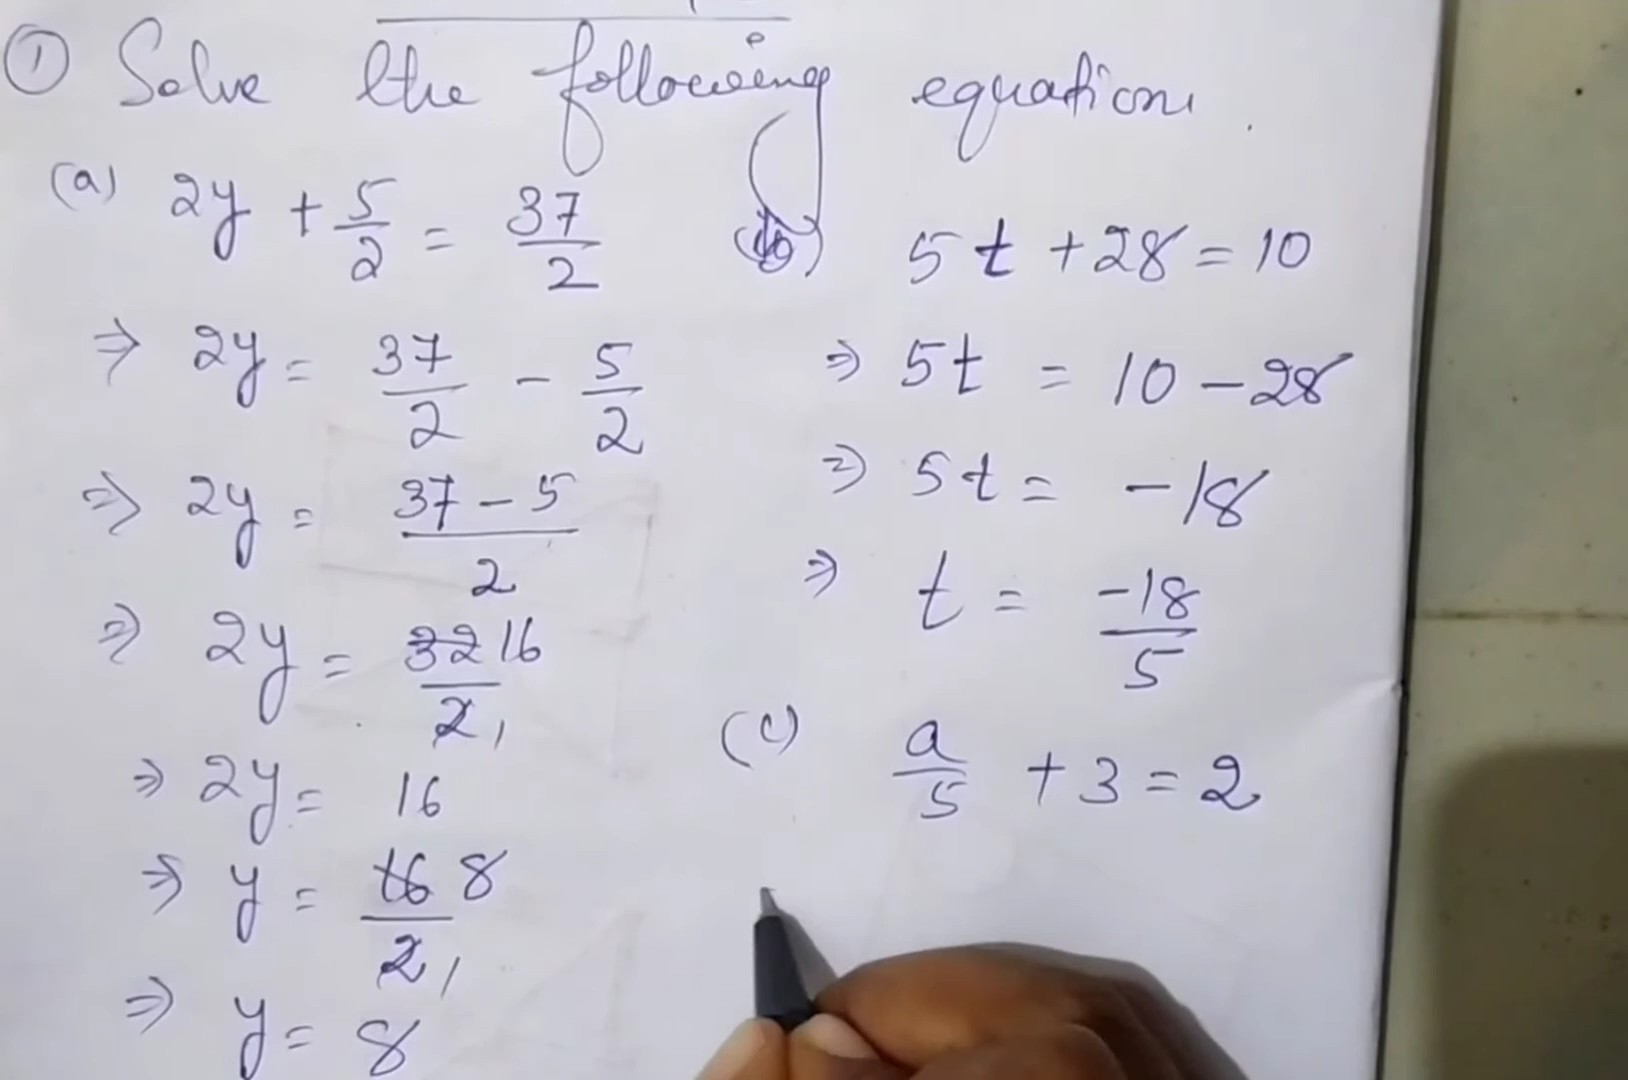 ① Solve the following equation.
(a) 2y + 5/2 = 37/2
⇒ 2y = 37/2 - 5/2
⇒ 2y = 37 - 5/2
⇒ 2y = 32 16/2 1
⇒ 2y = 16
⇒ y = 16 8/2 1
⇒ y = 8
(b) 5t + 28 = 10
⇒ 5t = 10 - 28
⇒ 5t = -18
⇒ t = -18/5
(c) a/5 + 3 = 2